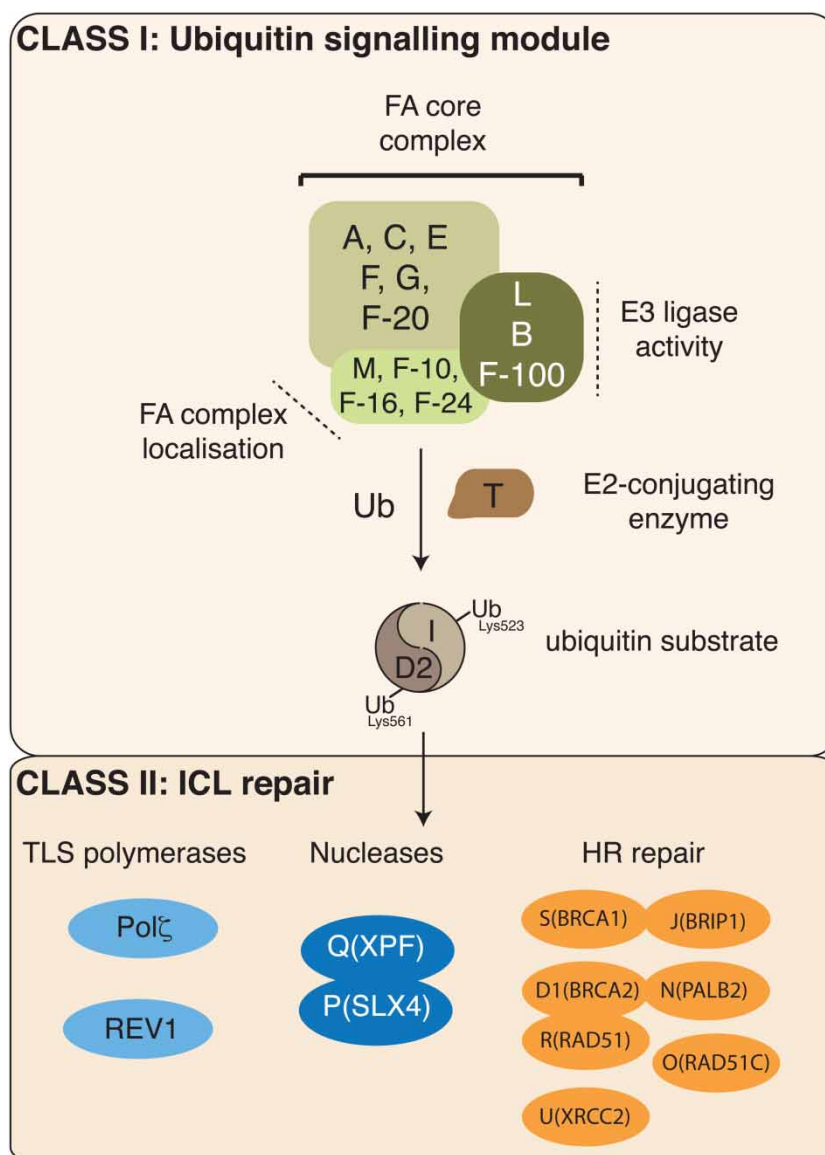 CLASS I: Ubiquitin signalling module
FA core
complex
A, C, E
F, G,
F-20
L
B
F-100
E3 ligase
activity
M, F-10,
F-16, F-24
FA complex
localisation
Ub
T
E2-conjugating
enzyme
I
D2
Ub
Lys523
ubiquitin substrate
Ub
Lys561
CLASS II: ICL repair
TLS polymerases
Polζ
REV1
Nucleases
Q(XPF)
P(SLX4)
HR repair
S(BRCA1)
J(BRIP1)
D1(BRCA2)
N(PALB2)
R(RAD51)
O(RAD51C)
U(XRCC2)